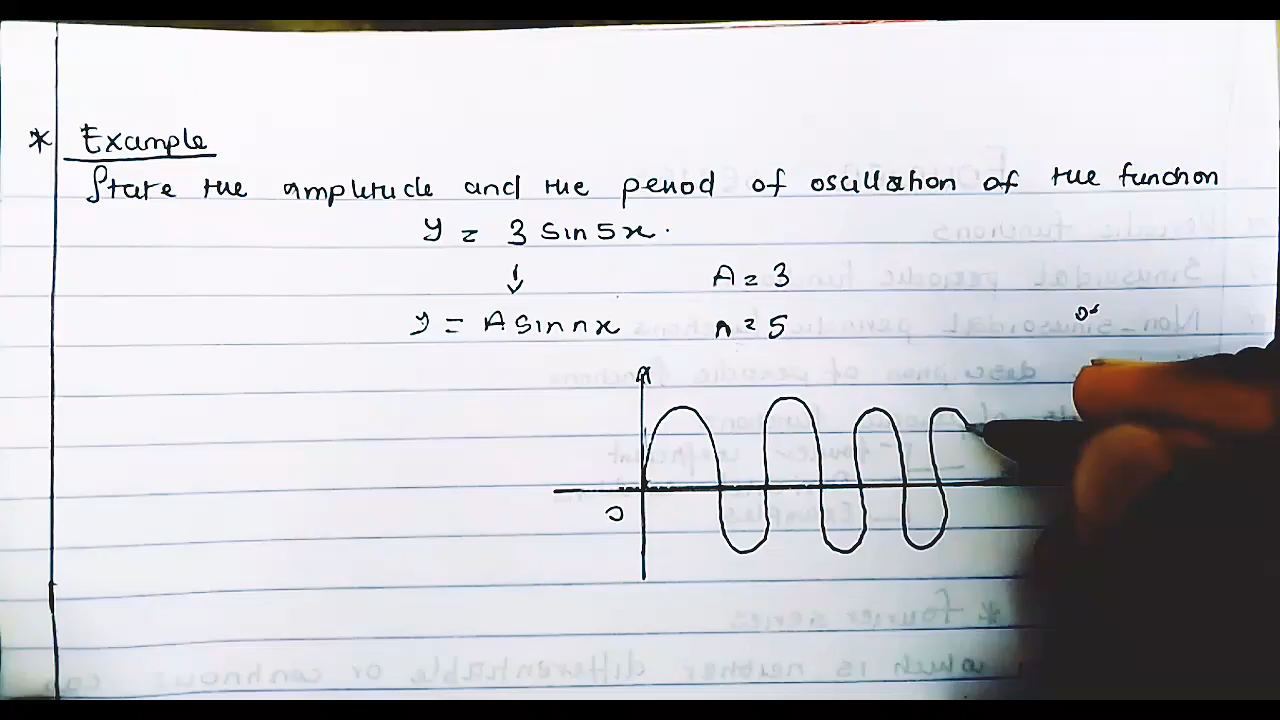 * Example
State the amplitude and the period of oscillation of the function
y = 3 sin 5x.
↓
A = 3
y = A sin n x
n = 5
0